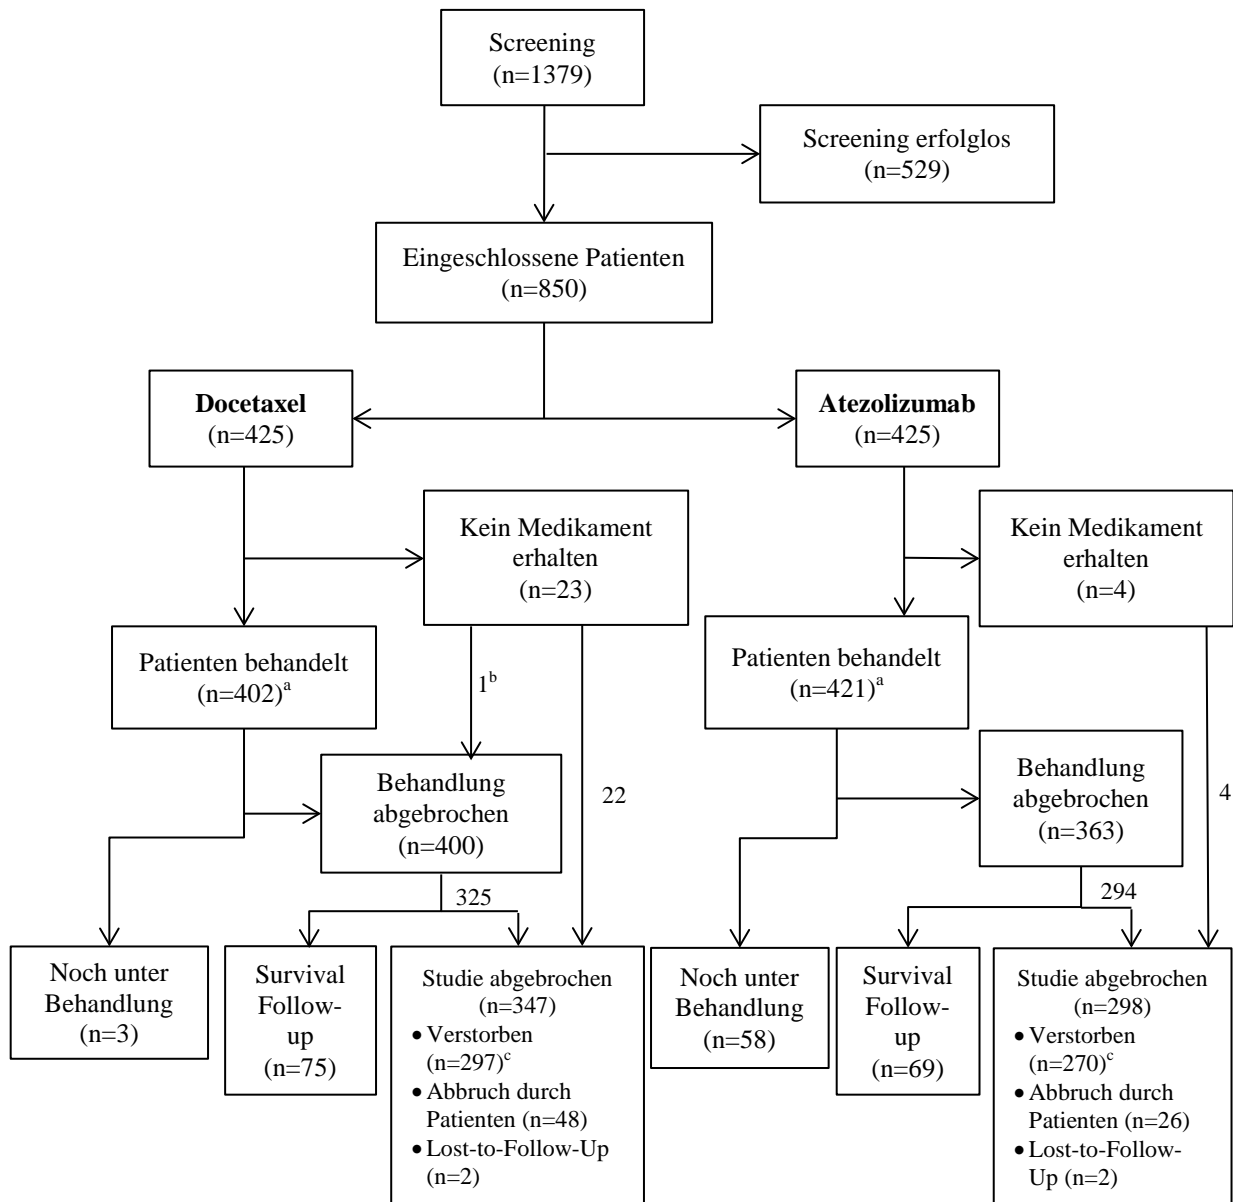 Screening
(n=1379)
Screening erfolglos
(n=529)
Eingeschlossene Patienten
(n=850)
Docetaxel
(n=425)
Atezolizumab
(n=425)
Kein Medikament
erhalten
(n=23)
Kein Medikament
erhalten
(n=4)
Patienten behandelt
(n=402)ᵃ
Patienten behandelt
(n=421)ᵃ
1ᵇ
22
4
Behandlung
abgebrochen
(n=400)
Behandlung
abgebrochen
(n=363)
325
294
Noch unter
Behandlung
(n=3)
Survival
Follow-
up
(n=75)
Studie abgebrochen
(n=347)
• Verstorben
(n=297)ᶜ
• Abbruch durch
Patienten (n=48)
• Lost-to-Follow-Up
(n=2)
Noch unter
Behandlung
(n=58)
Survival
Follow-
up
(n=69)
Studie abgebrochen
(n=298)
• Verstorben
(n=270)ᶜ
• Abbruch durch
Patienten (n=26)
• Lost-to-Follow-
Up (n=2)